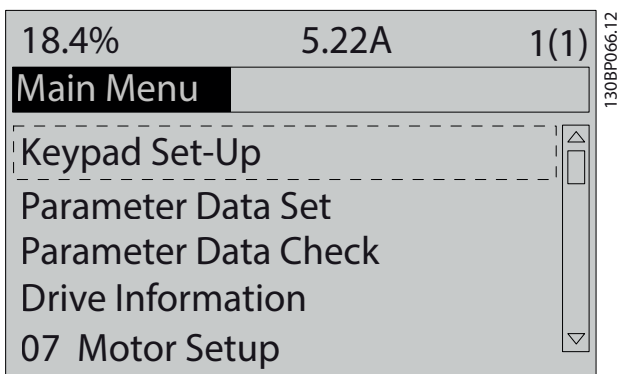 18.4% 5.22A 1(1)
Main Menu
Keypad Set-Up
Parameter Data Set
Parameter Data Check
Drive Information
07 Motor Setup
130BP066.12